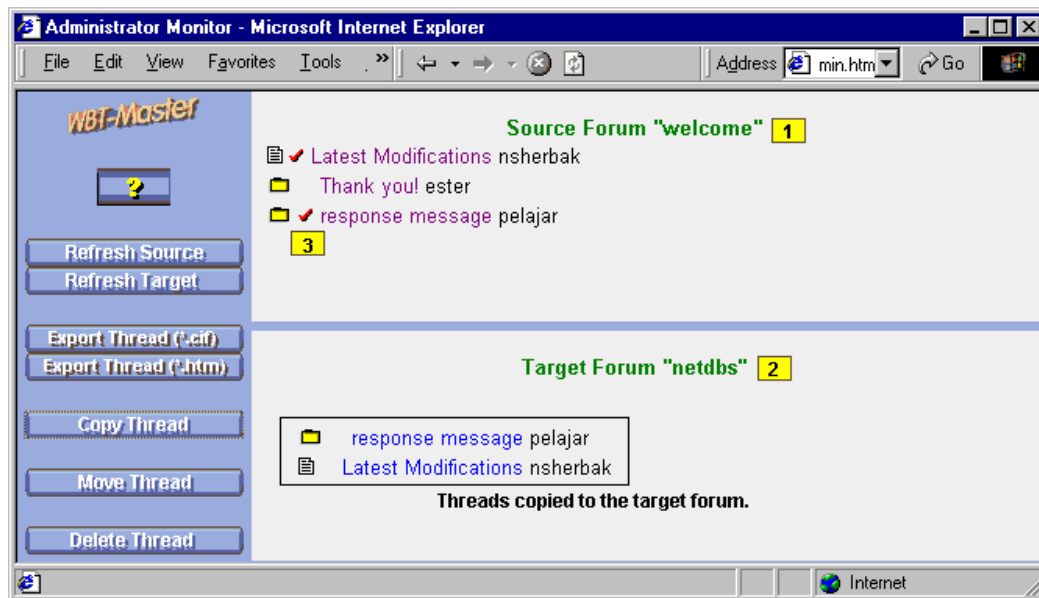 Administrator Monitor - Microsoft Internet Explorer
File Edit View Favorites Tools » Address min.htm Go
WBT-Master
?
Refresh Source
Refresh Target
Export Thread (*.cif)
Export Thread (*.htm)
Copy Thread
Move Thread
Delete Thread
Source Forum "welcome" 1
Latest Modifications nsherbak
Thank you! ester
response message pelajar
3
Target Forum "netdbs" 2
response message pelajar
Latest Modifications nsherbak
Threads copied to the target forum.
Internet